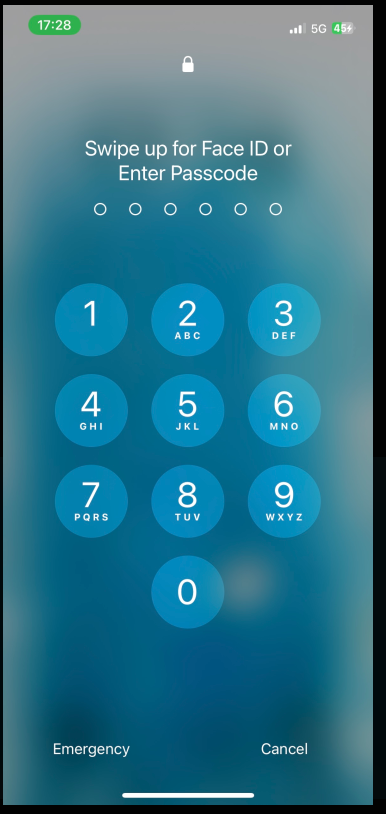 17:28
5G 45
Swipe up for Face ID or
Enter Passcode
1
2
3
ABC
DEF
4
5
6
GHI
JKL
MNO
7
8
9
PQRS
TUV
WXYZ
0
Emergency
Cancel